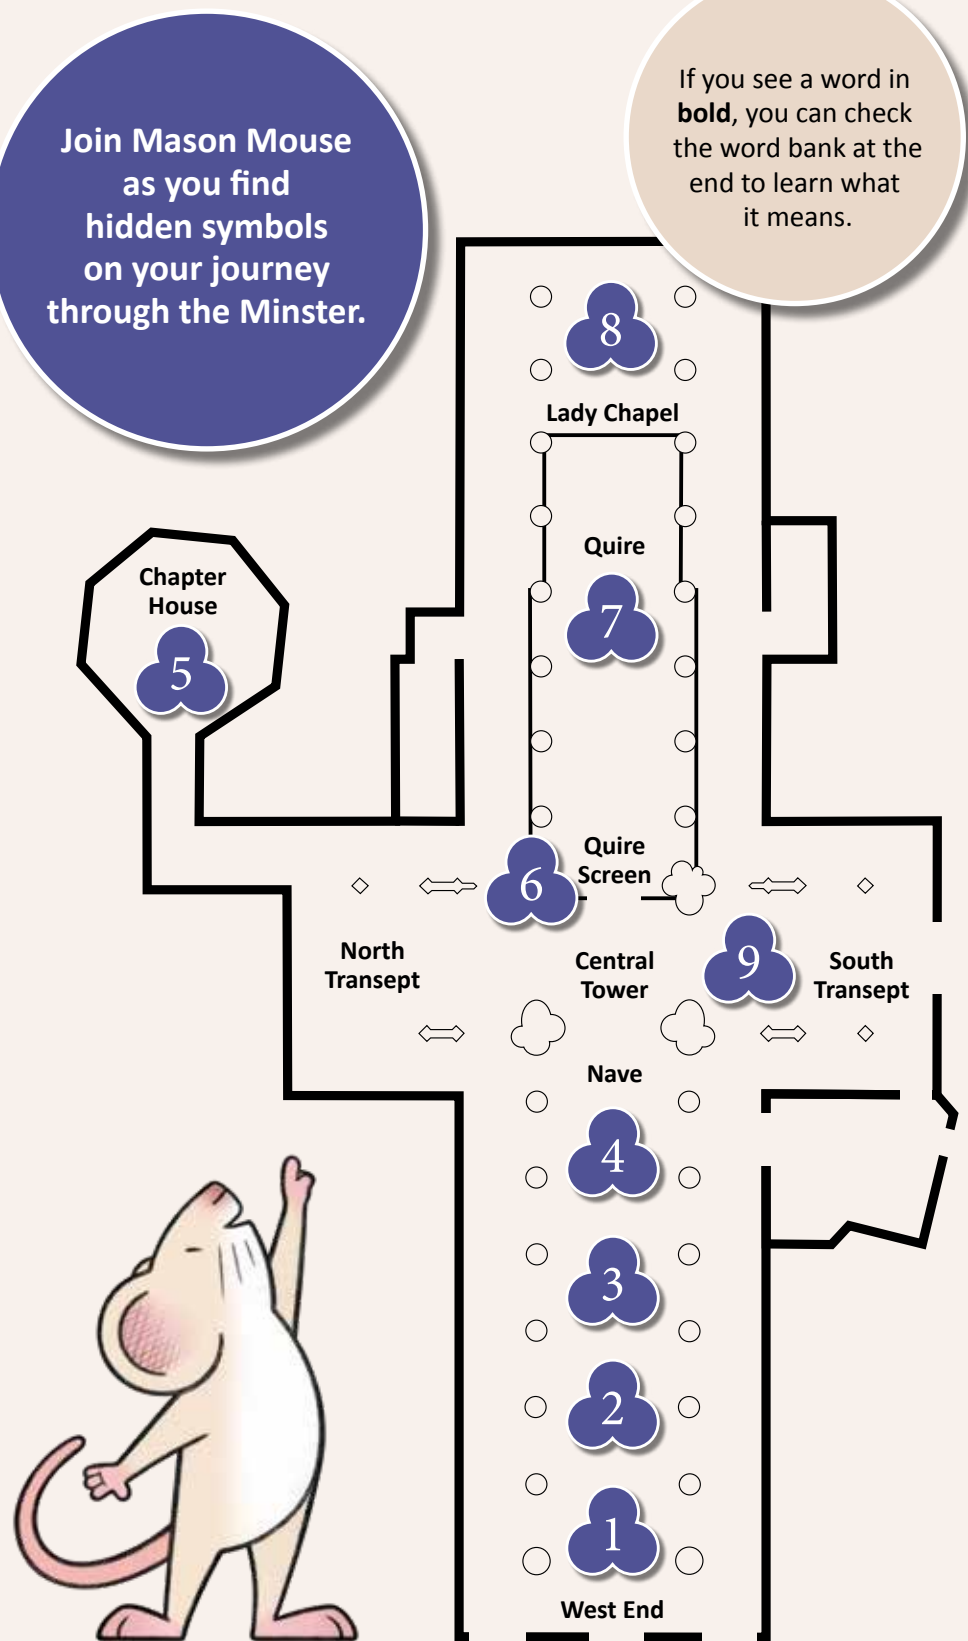 Join Mason Mouse
as you find
hidden symbols
on your journey
through the Minster.
If you see a word in
bold, you can check
the word bank at the
end to learn what
it means.
8
Lady Chapel
Quire
7
Chapter
House
5
Quire
Screen
6
North
Transept
Central
Tower
9
South
Transept
Nave
4
3
2
1
West End